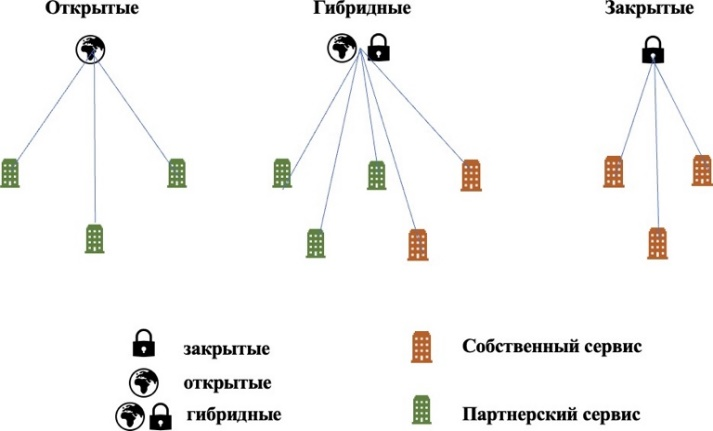 Открытые
Гибридные
Закрытые
закрытые
открытые
гибридные
Собственный сервис
Партнерский сервис